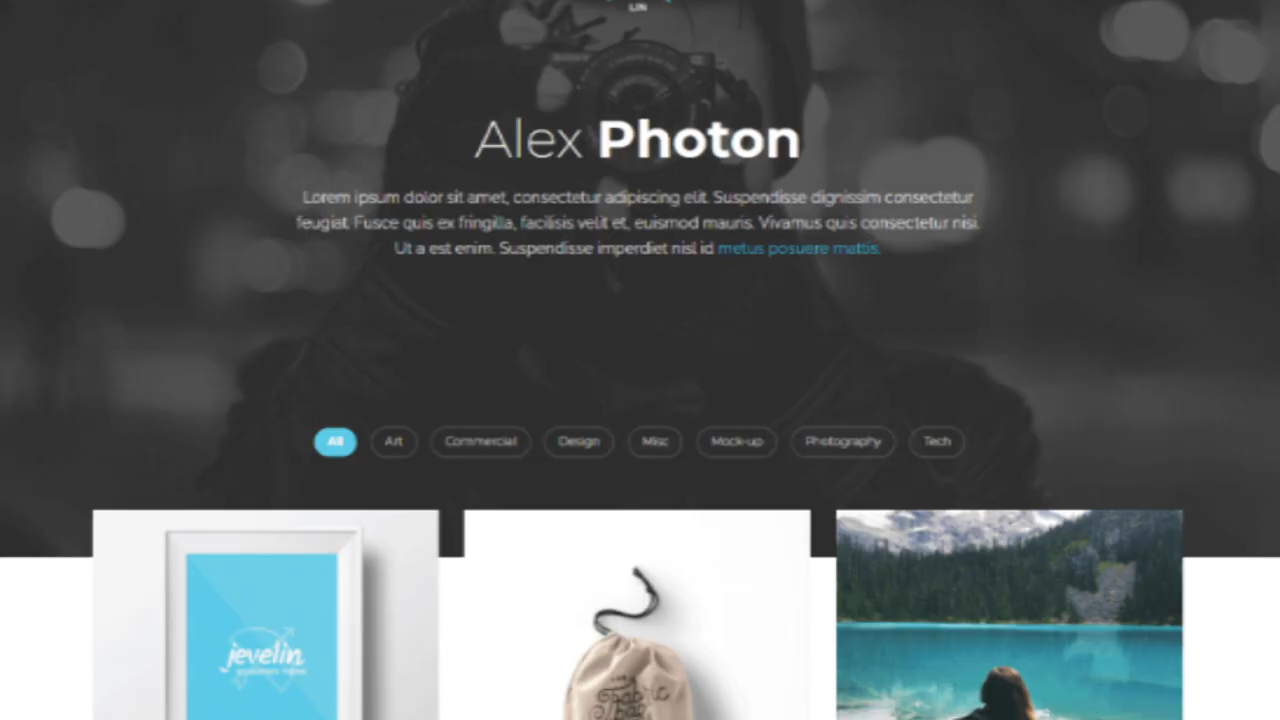 LIN
Alex Photon
Lorem ipsum dolor sit amet, consectetur adipiscing elit. Suspendisse dignissim consectetur
feugiat. Fusce quis ex fringilla, facilisis velit et, euismod mauris. Vivamus quis consectetur nisi.
Ut a est enim. Suspendisse imperdiet nisl id metus posuere mattis.
All Art Commercial Design Misc Mock-up Photography Tech
jevelin
Fabric